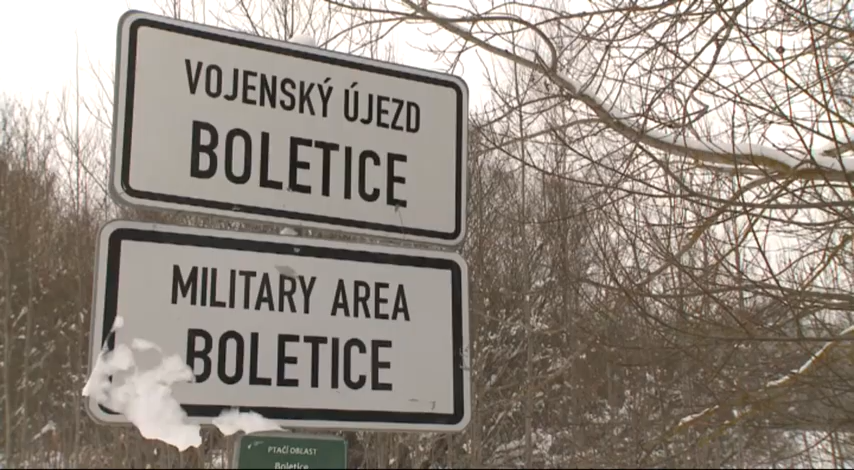 VOJENSKÝ ÚJEZD
BOLETICE
MILITARY AREA
BOLETICE
PTAČÍ OBLAST
Boletice